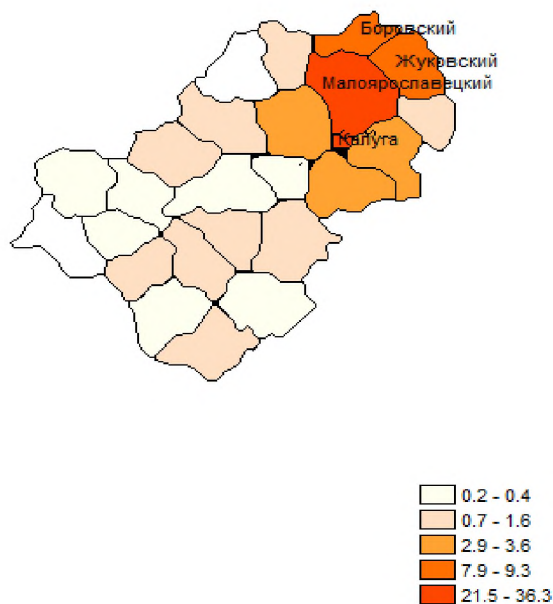 Боровский
Жуковский
Малоярославецкий
Калуга
0.2 - 0.4
0.7 - 1.6
2.9 - 3.6
7.9 - 9.3
21.5 - 36.3